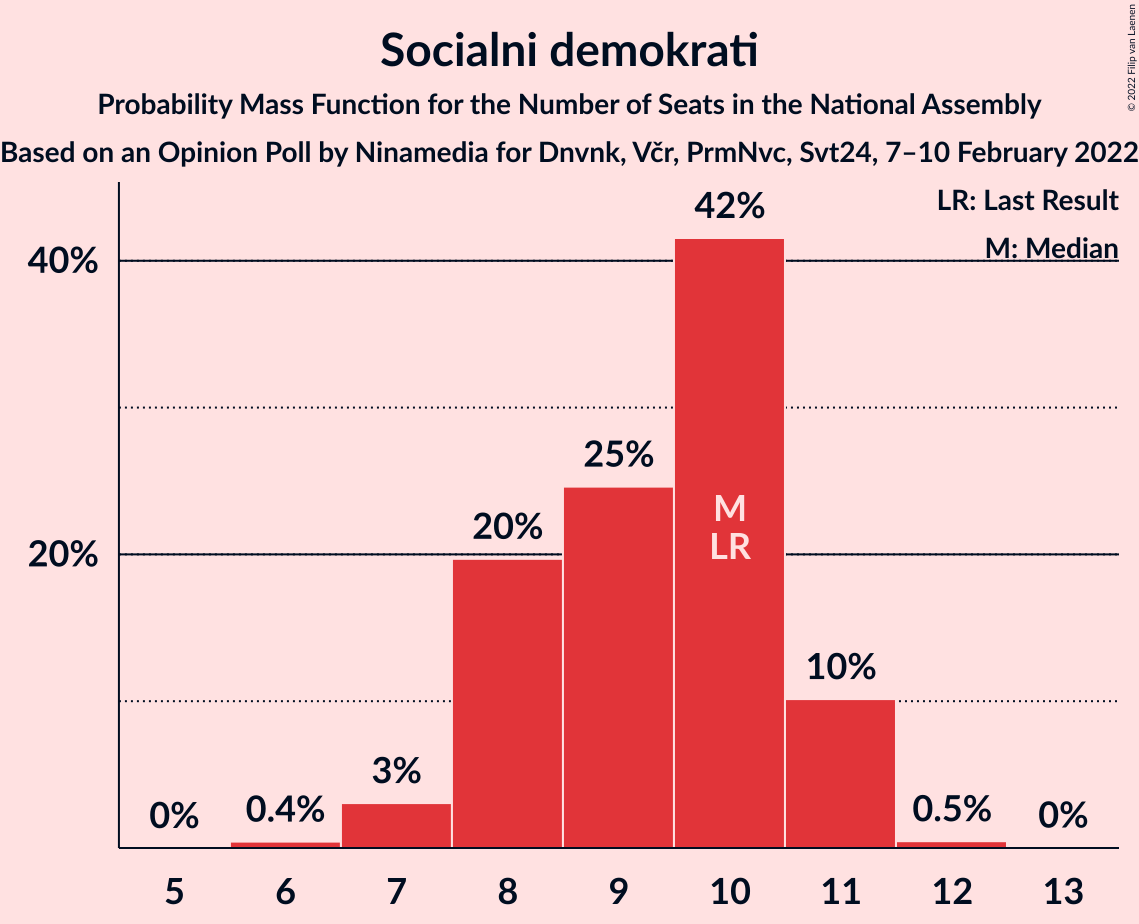 Socialni demokrati
Probability Mass Function for the Number of Seats in the National Assembly
Based on an Opinion Poll by Ninamedia for Dnvnk, Včr, PrmNvc, Svt24, 7–10 February 2022
© 2022 Filip van Laenen
LR: Last Result
M: Median
42%
40%
25%
M
20%
LR
20%
10%
3%
0%
0.4%
0.5%
0%
5 6 7 8 9 10 11 12 13